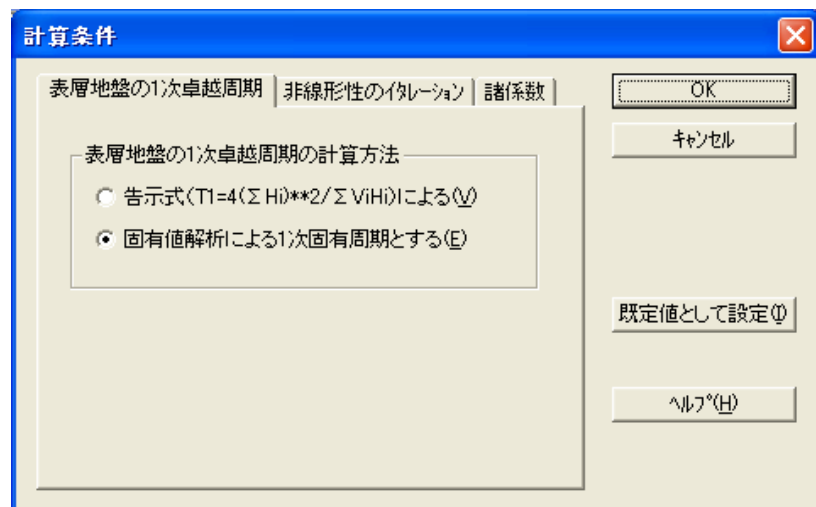 計算条件
表層地盤の1次卓越周期 非線形性のイタレーション 諸係数
OK
キャンセル
表層地盤の1次卓越周期の計算方法
告示式(T1=4(ΣHi)**2/ΣViHi)による(V)
固有値解析による1次固有周期とする(E)
既定値として設定(I)
ヘルプ(H)